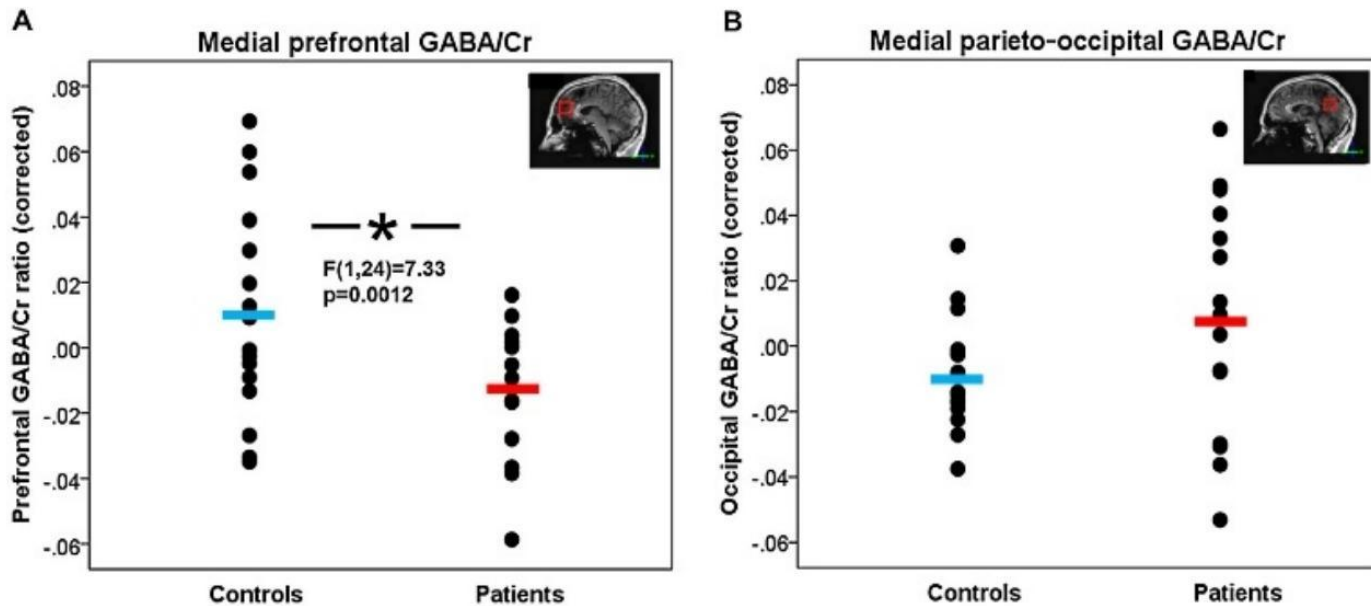 A
Medial prefrontal GABA/Cr
Prefrontal GABA/Cr ratio (corrected)
.08
.06
.04
.02
.00
-.02
-.04
-.06
*
F(1,24)=7.33
p=0.0012
Controls
Patients
B
Medial parieto-occipital GABA/Cr
Occipital GABA/Cr ratio (corrected)
.08
.06
.04
.02
.00
-.02
-.04
-.06
Controls
Patients